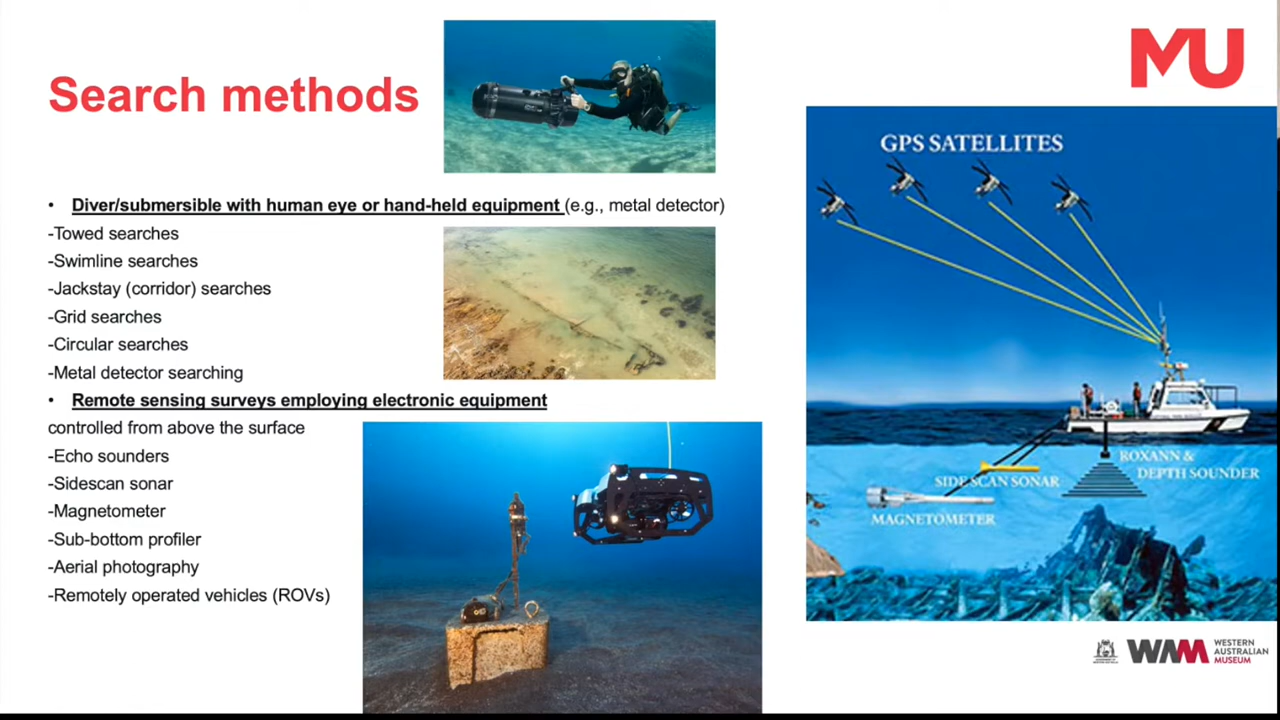 MU
Search methods
• Diver/submersible with human eye or hand-held equipment (e.g., metal detector)
-Towed searches
-Swimline searches
-Jackstay (corridor) searches
-Grid searches
-Circular searches
-Metal detector searching
• Remote sensing surveys employing electronic equipment
controlled from above the surface
-Echo sounders
-Sidescan sonar
-Magnetometer
-Sub-bottom profiler
-Aerial photography
-Remotely operated vehicles (ROVs)
GPS SATELLITES
ROXANN &
DEPTH SOUNDER
SIDE SCAN SONAR
MAGNETOMETER
WAM
WESTERN
AUSTRALIAN
MUSEUM